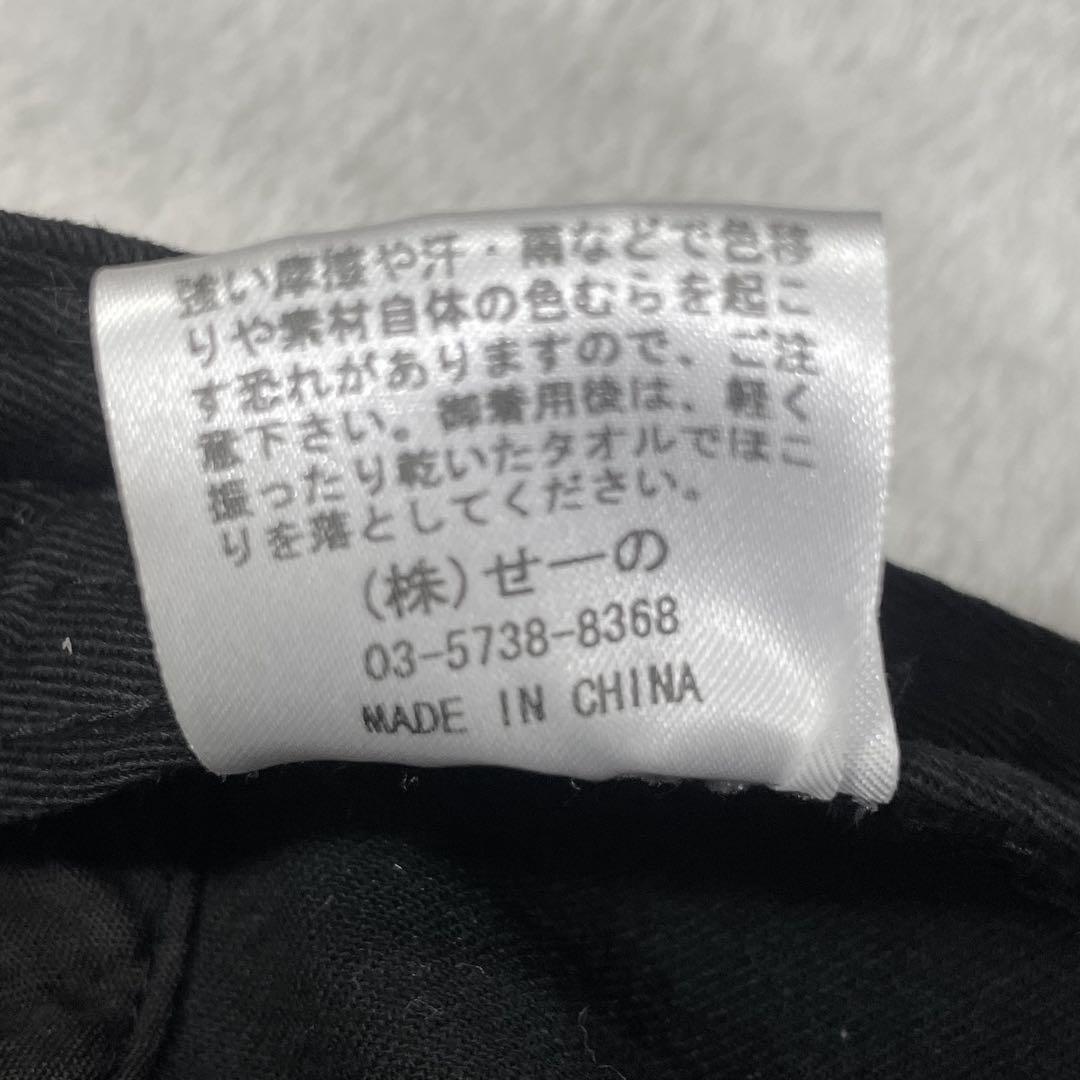 強い摩擦や汗・雨などで色移
りや素材自体の色むらを起こ
す恐れがありますので、ご注
意下さい。御着用後は、軽く
振ったり乾いたタオルでほこ
りを落としてください。
(株)せーの
03-5738-8368
MADE IN CHINA